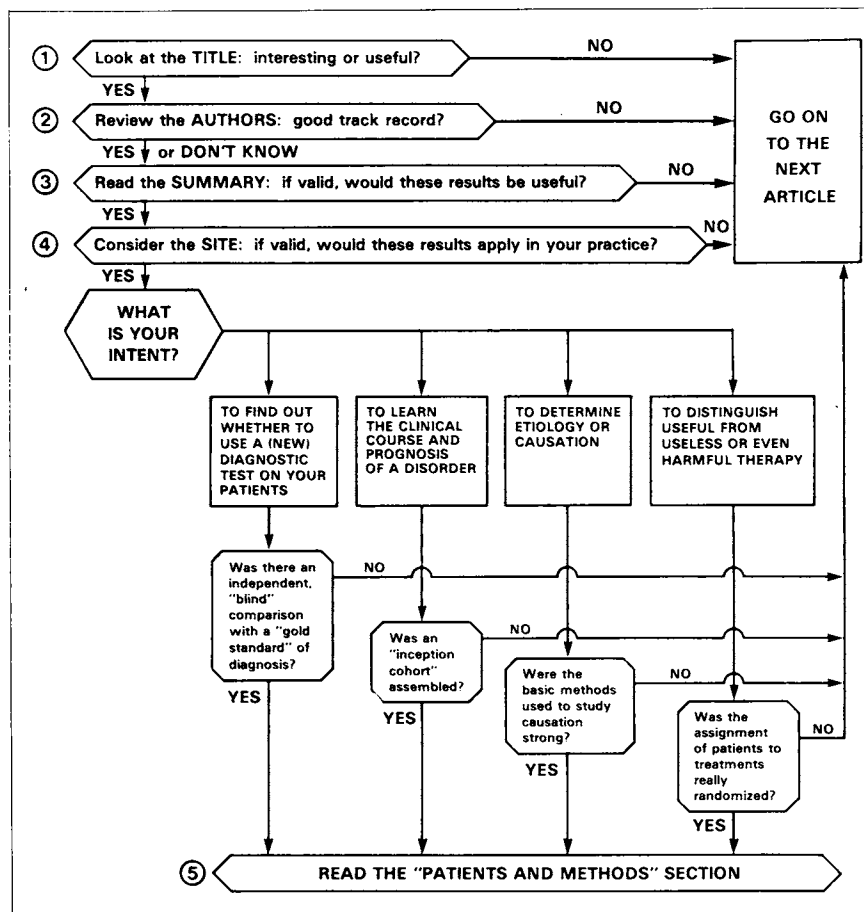 ① Look at the TITLE: interesting or useful?
NO
YES
② Review the AUTHORS: good track record?
NO
YES or DON'T KNOW
③ Read the SUMMARY: if valid, would these results be useful?
NO
YES
④ Consider the SITE: if valid, would these results apply in your practice?
NO
YES
GO ON
TO THE
NEXT
ARTICLE
WHAT
IS YOUR
INTENT?
TO FIND OUT
WHETHER TO
USE A (NEW)
DIAGNOSTIC
TEST ON YOUR
PATIENTS
TO LEARN
THE CLINICAL
COURSE AND
PROGNOSIS
OF A DISORDER
TO DETERMINE
ETIOLOGY OR
CAUSATION
TO DISTINGUISH
USEFUL FROM
USELESS OR EVEN
HARMFUL THERAPY
Was there an
independent,
"blind"
comparison
with a "gold
standard" of
diagnosis?
NO
YES
Was an
"inception
cohort"
assembled?
NO
YES
Were the
basic methods
used to study
causation
strong?
NO
YES
Was the
assignment
of patients to
treatments
really
randomized?
NO
YES
⑤ READ THE "PATIENTS AND METHODS" SECTION